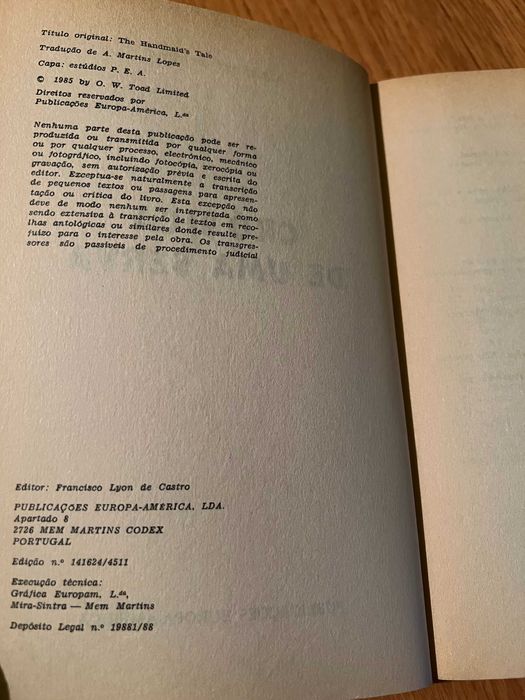 Título original: The Handmaid's Tale
Tradução de A. Martins Lopes
Capa: estúdios P. E. A.
© 1985 by O. W. Toad Limited
Direitos reservados por
Publicações Europa-América, L.da
Nenhuma parte desta publicação pode ser re-
produzida ou transmitida por qualquer forma
ou por qualquer processo, electrónico, mecânico
ou fotográfico, incluindo fotocópia, xerocópia ou
gravação, sem autorização prévia e escrita do
editor. Exceptua-se naturalmente a transcrição
de pequenos textos ou passagens para apresen-
tação ou crítica do livro. Esta excepção não
deve de modo nenhum ser interpretada como
sendo extensiva à transcrição de textos em reco-
lhas antológicas ou similares donde resulte pre-
juízo para o interesse pela obra. Os transgres-
sores são passíveis de procedimento judicial
DE UMA
Editor: Francisco Lyon de Castro
PUBLICAÇÕES EUROPA-AMÉRICA, LDA.
Apartado 8
2726 MEM MARTINS CODEX
PORTUGAL
Edição n.º 141624/4511
Execução técnica:
Gráfica Europam, L.da,
Mira-Sintra — Mem Martins
Depósito Legal n.º 19881/88